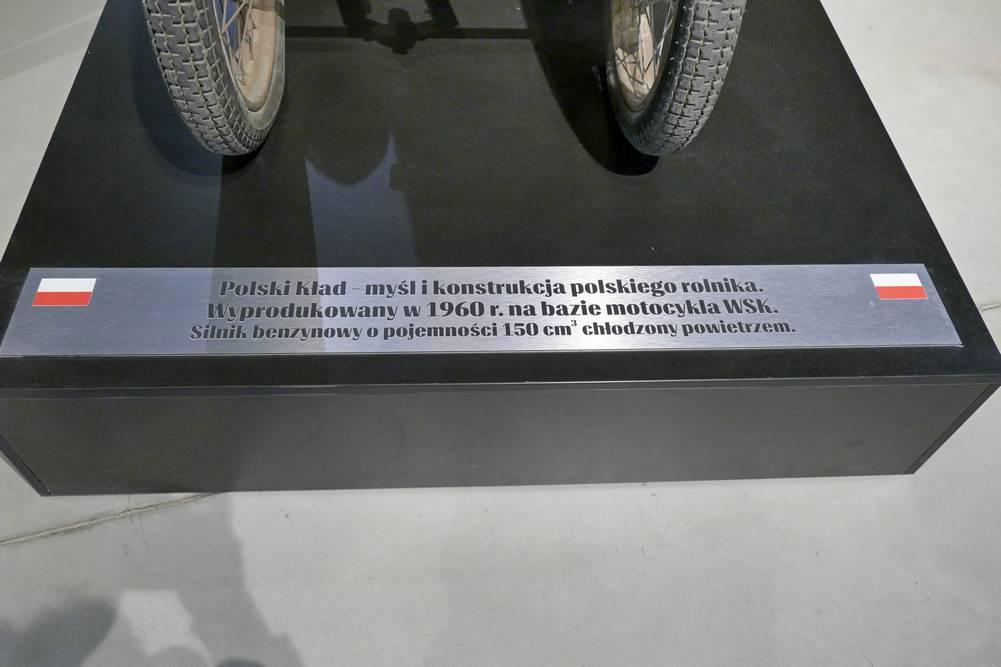 Polski Kład - myśl i konstrukcja polskiego rolnika.
Wyprodukowany w 1960 r. na bazie motocykla WSK.
Silnik benzynowy o pojemności 150 cm³ chłodzony powietrzem.